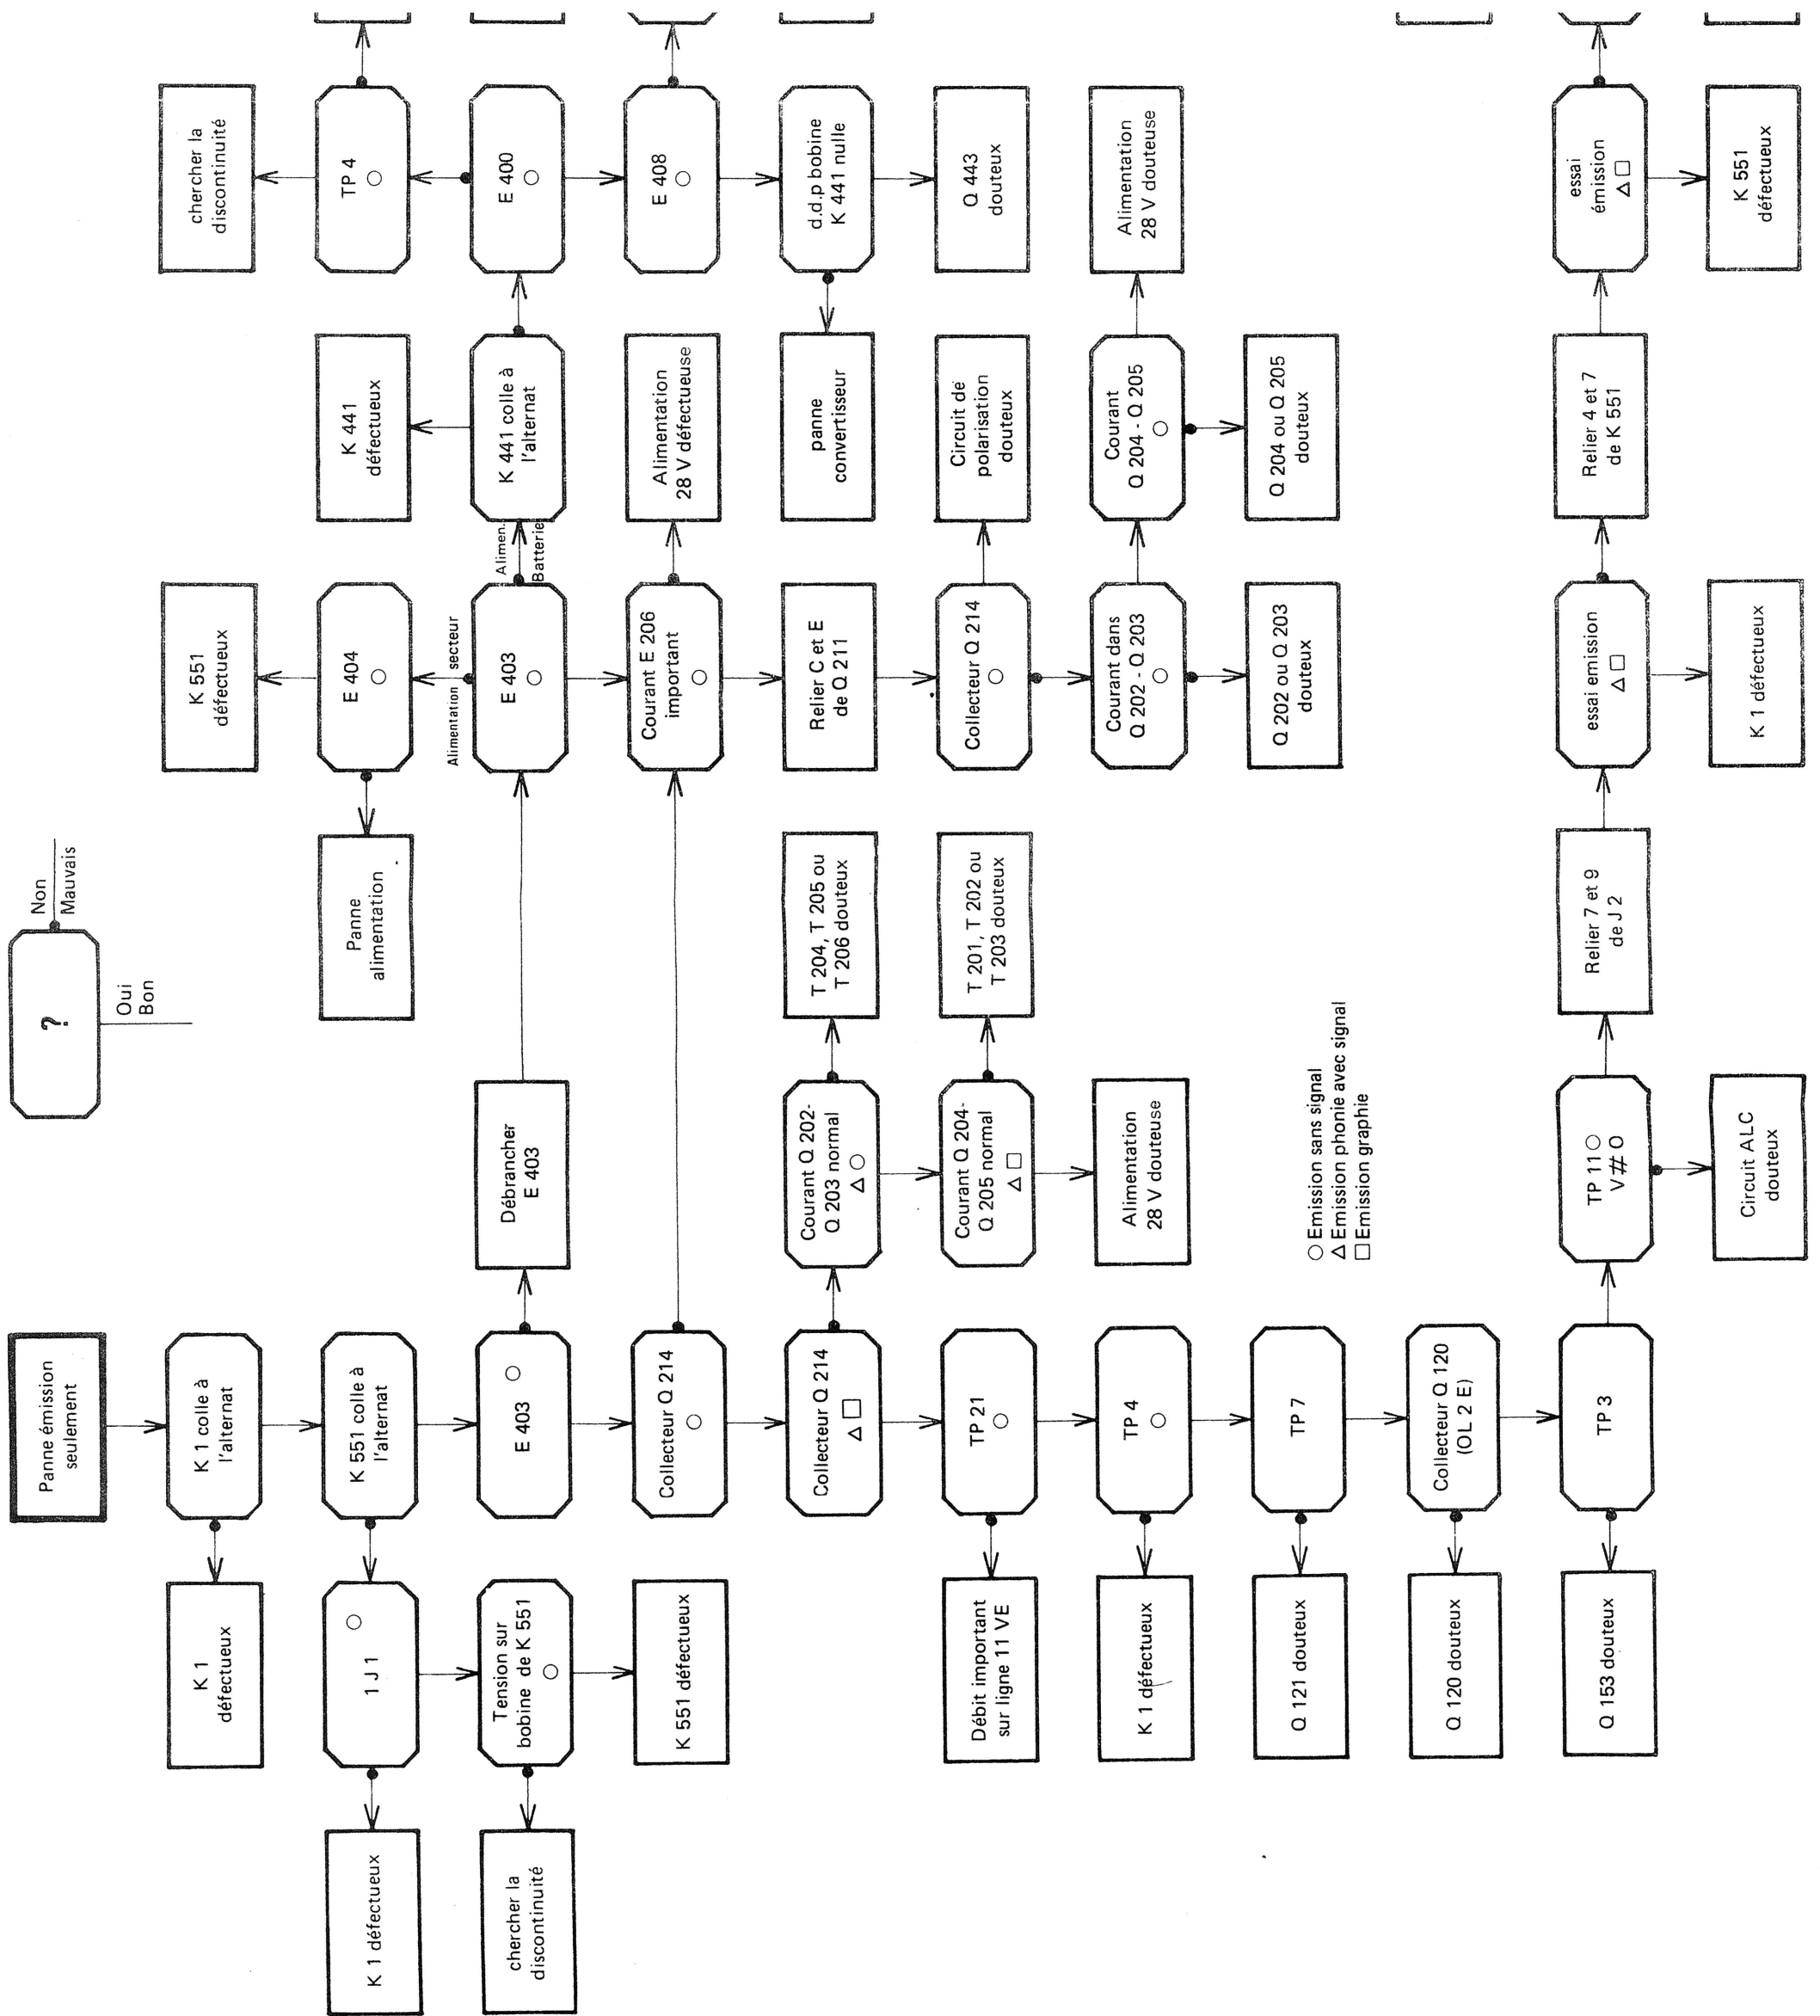 Panne émission
seulement
K 1 colle à
l'alternat
K 1
défectueux
K 551 colle à
l'alternat
1 J 1
K 1 défectueux
Tension sur
bobine de K 551
chercher la
discontinuité
K 551 défectueux
E 403
Débrancher
E 403
Collecteur Q 214
Collecteur Q 214
Courant Q 202-
Q 203 normal
T 204, T 205 ou
T 206 douteux
Courant Q 204-
Q 205 normal
T 201, T 202 ou
T 203 douteux
Alimentation
28 V douteuse
TP 21
Débit important
sur ligne 11 VE
TP 4
K 1 défectueux
TP 7
Q 121 douteux
Collecteur Q 120
(OL 2 E)
Q 120 douteux
TP 3
Q 153 douteux
TP 11
V # O
Circuit ALC
douteux
Relier 7 et 9
de J 2
essai emission
K 1 défectueux
Relier 4 et 7
de K 551
essai
émission
K 551
défectueux
?
Non
Mauvais
Oui
Bon
Emission sans signal
Emission phonie avec signal
Emission graphie
K 551
défectueux
E 404
Panne
alimentation
Alimentation secteur
E 403
Alimen.
Batterie
K 441 colle à
l'alternat
K 441
défectueux
E 400
TP 4
chercher la
discontinuité
E 408
d.d.p bobine
K 441 nulle
panne
convertisseur
Q 443
douteux
Courant E 206
important
Alimentation
28 V défectueuse
Relier C et E
de Q 211
Collecteur Q 214
Circuit de
polarisation
douteux
Courant dans
Q 202 - Q 203
Q 202 ou Q 203
douteux
Courant
Q 204 - Q 205
Q 204 ou Q 205
douteux
Alimentation
28 V douteuse